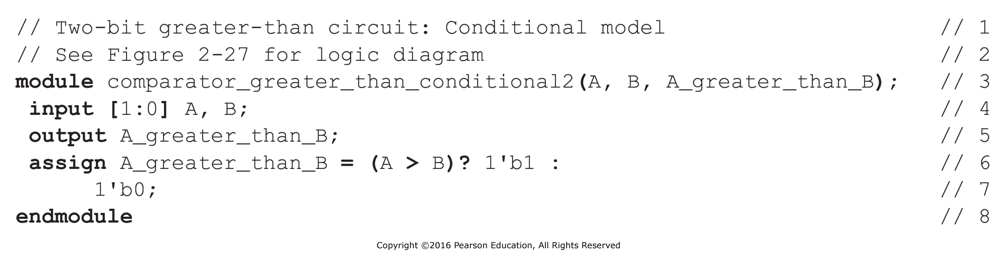 // Two-bit greater-than circuit: Conditional model // 1
// See Figure 2-27 for logic diagram // 2
module comparator_greater_than_conditional2(A, B, A_greater_than_B); // 3
input [1:0] A, B; // 4
output A_greater_than_B; // 5
assign A_greater_than_B = (A > B)? 1'b1 : // 6
1'b0; // 7
endmodule // 8
Copyright ©2016 Pearson Education, All Rights Reserved